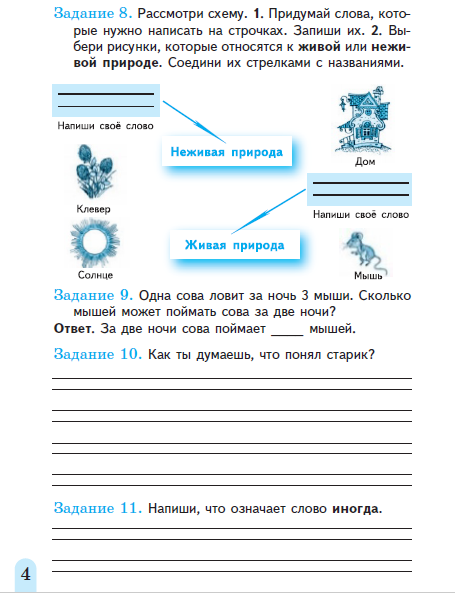 Задание 8. Рассмотри схему. 1. Придумай слова, кото-
рые нужно написать на строчках. Запиши их. 2. Вы-
бери рисунки, которые относятся к живой или нежи-
вой природе. Соедини их стрелками с названиями.
Напиши своё слово
Неживая природа
Дом
Клевер
Напиши своё слово
Живая природа
Солнце
Мышь
Задание 9. Одна сова ловит за ночь 3 мыши. Сколько
мышей может поймать сова за две ночи?
Ответ. За две ночи сова поймает _____ мышей.
Задание 10. Как ты думаешь, что понял старик?
Задание 11. Напиши, что означает слово иногда.
4